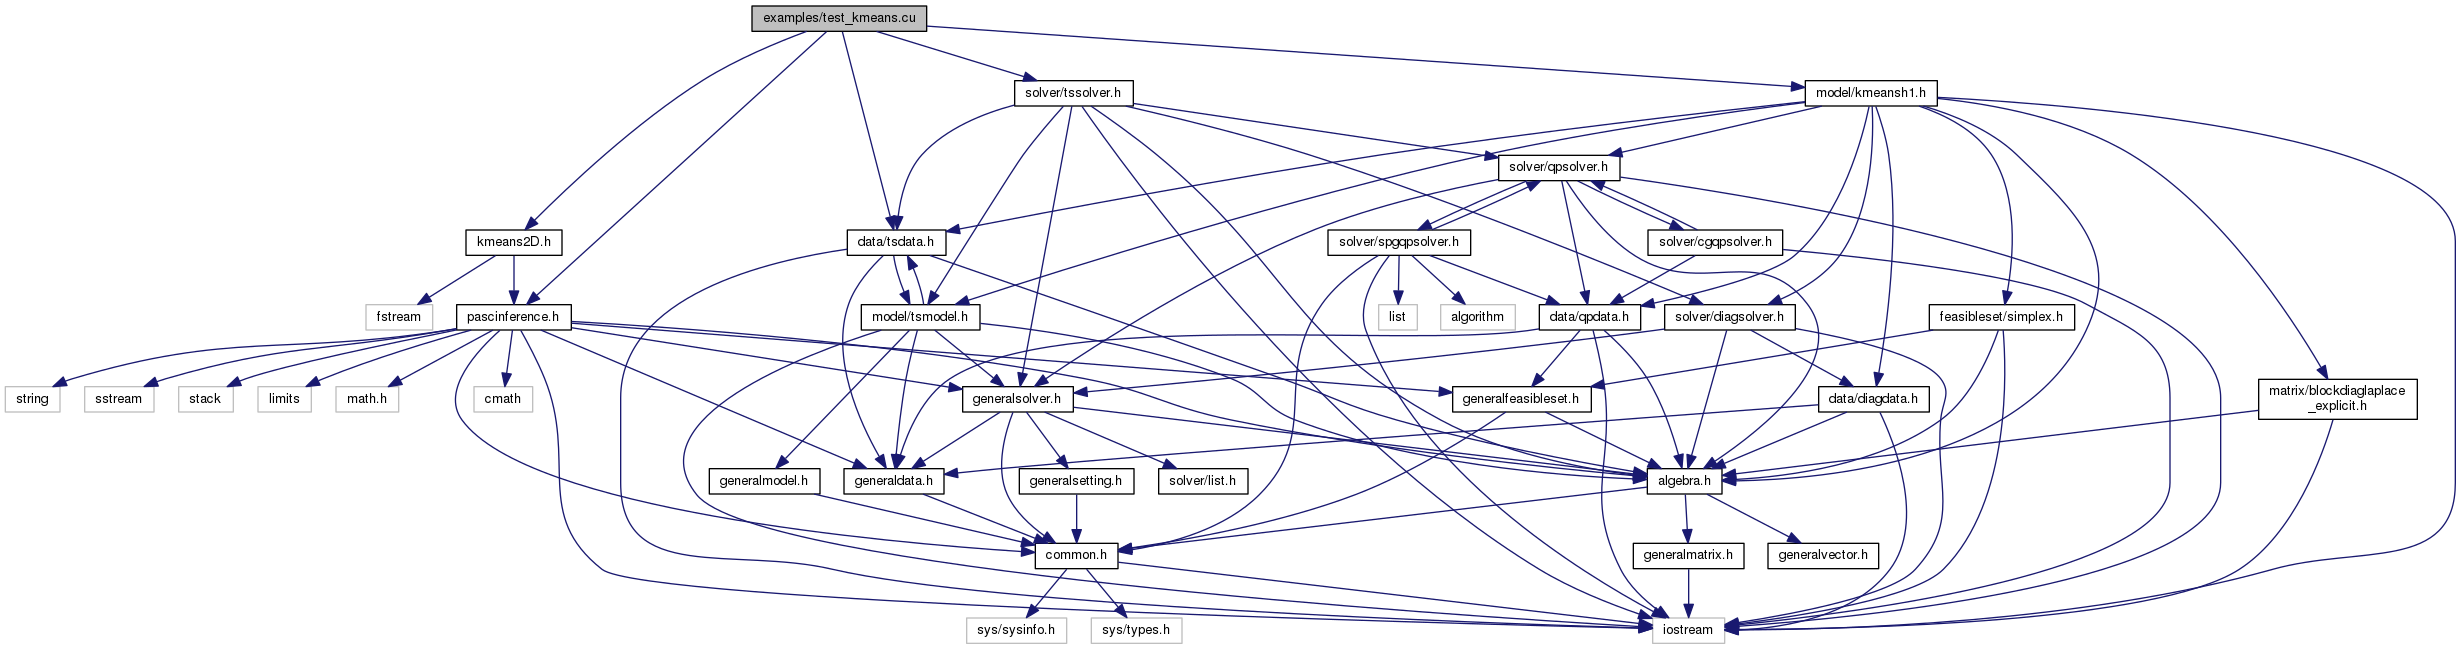 examples/test_kmeans.cu
solver/tssolver.h
model/kmeansh1.h
solver/qpsolver.h
kmeans2D.h
data/tsdata.h
solver/spgqpsolver.h
solver/cgqpsolver.h
fstream
pascinference.h
model/tsmodel.h
list
algorithm
data/qpdata.h
solver/diagsolver.h
feasibleset/simplex.h
string
sstream
stack
limits
math.h
cmath
generalsolver.h
generalfeasibleset.h
data/diagdata.h
matrix/blockdiaglaplace
_explicit.h
generalmodel.h
generaldata.h
generalsetting.h
solver/list.h
algebra.h
common.h
generalmatrix.h
generalvector.h
sys/sysinfo.h
sys/types.h
iostream